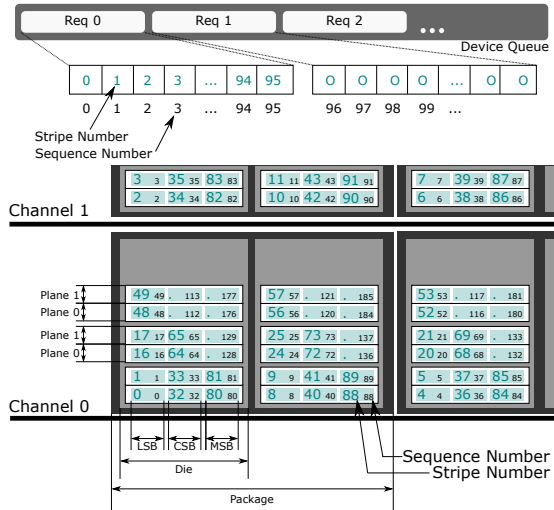 Req 0 Req 1 Req 2 ...
Device Queue
0 1 2 3 ... 94 95 O O O O ... O O
0 1 2 3 ... 94 95 96 97 98 99 ...
Stripe Number
Sequence Number
3 3 35 35 83 83 11 11 43 43 91 91 7 7 39 39 87 87
2 2 34 34 82 82 10 10 42 42 90 90 6 6 38 38 86 86
Channel 1
Plane 1 49 49 . 113 . 177 57 57 . 121 . 185 53 53 . 117 . 181
Plane 0 48 48 . 112 . 176 56 56 . 120 . 184 52 52 . 116 . 180
Plane 1 17 17 65 65 . 129 25 25 73 73 . 137 21 21 69 69 . 133
Plane 0 16 16 64 64 . 128 24 24 72 72 . 136 20 20 68 68 . 132
1 1 33 33 81 81 9 9 41 41 89 89 5 5 37 37 85 85
0 0 32 32 80 80 8 8 40 40 88 88 4 4 36 36 84 84
Channel 0
LSB CSB MSB
Sequence Number
Die
Stripe Number
Package